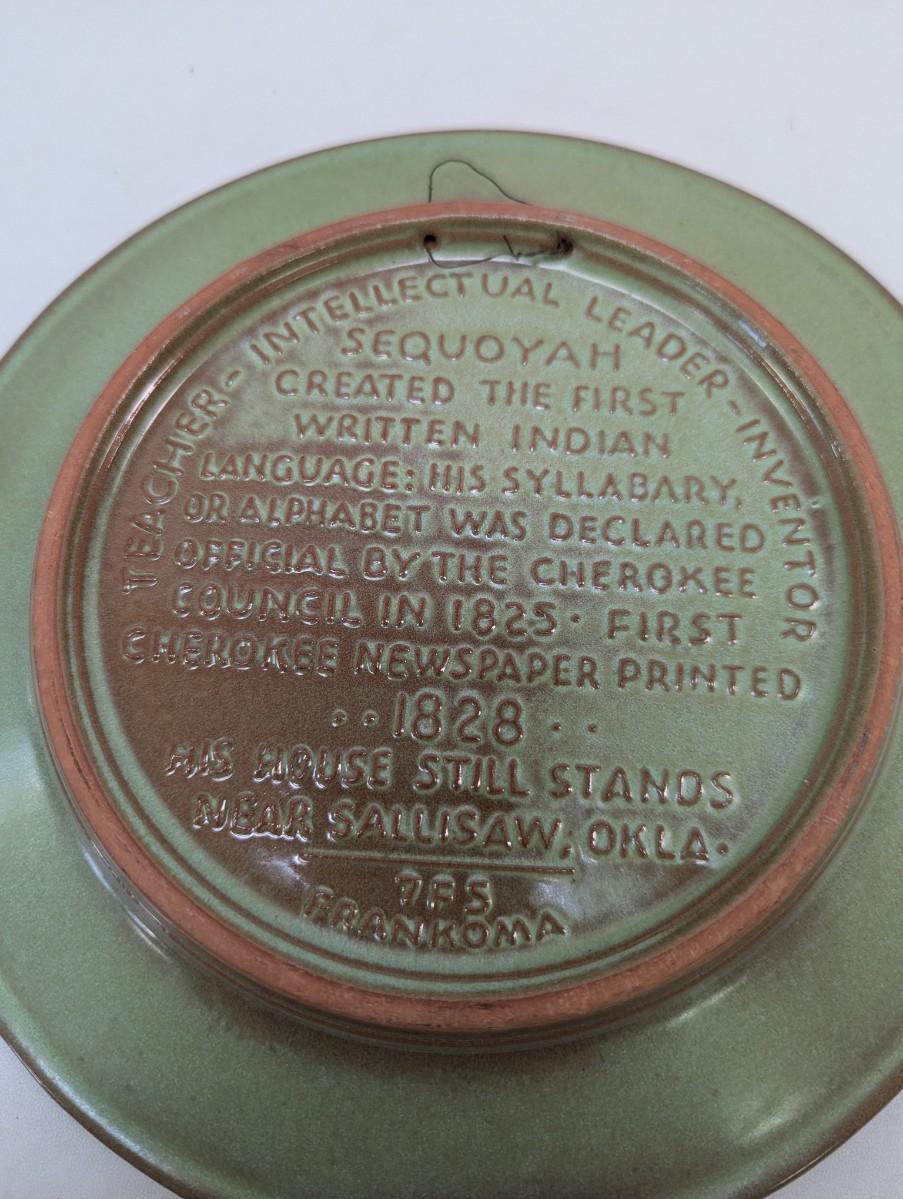 TEACHER - INTELLECTUAL LEADER - INVENTOR
SEQUOYAH
CREATED THE FIRST
WRITTEN INDIAN
LANGUAGE: HIS SYLLABARY,
OR ALPHABET WAS DECLARED
OFFICIAL BY THE CHEROKEE
COUNCIL IN 1825 · FIRST
CHEROKEE NEWSPAPER PRINTED
· · 1828 · ·
HIS HOUSE STILL STANDS
NEAR SALLISAW, OKLA.
7FS
FRANKOMA